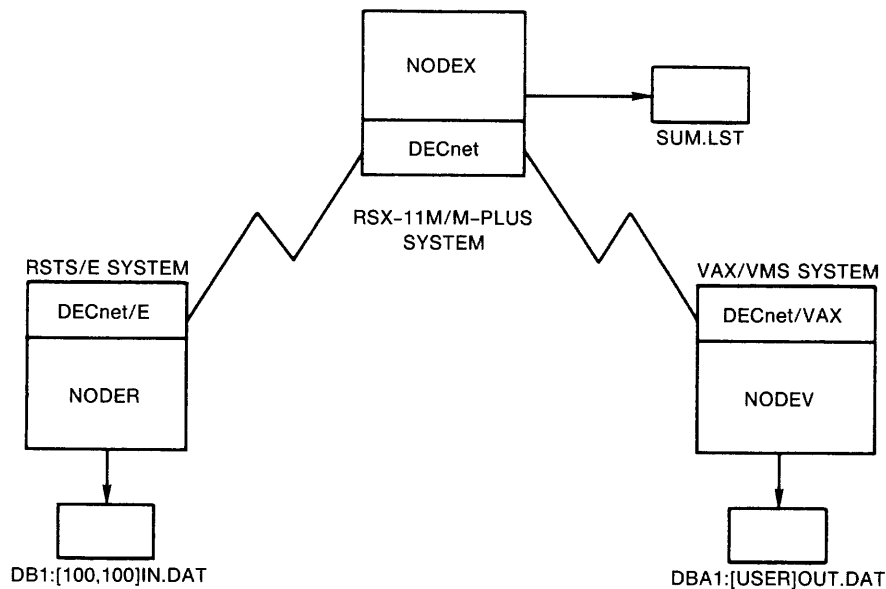 NODEX
DECnet
SUM.LST
RSX-11M/M-PLUS
SYSTEM
RSTS/E SYSTEM
DECnet/E
NODER
DB1:[100,100]IN.DAT
VAX/VMS SYSTEM
DECnet/VAX
NODEV
DBA1:[USER]OUT.DAT